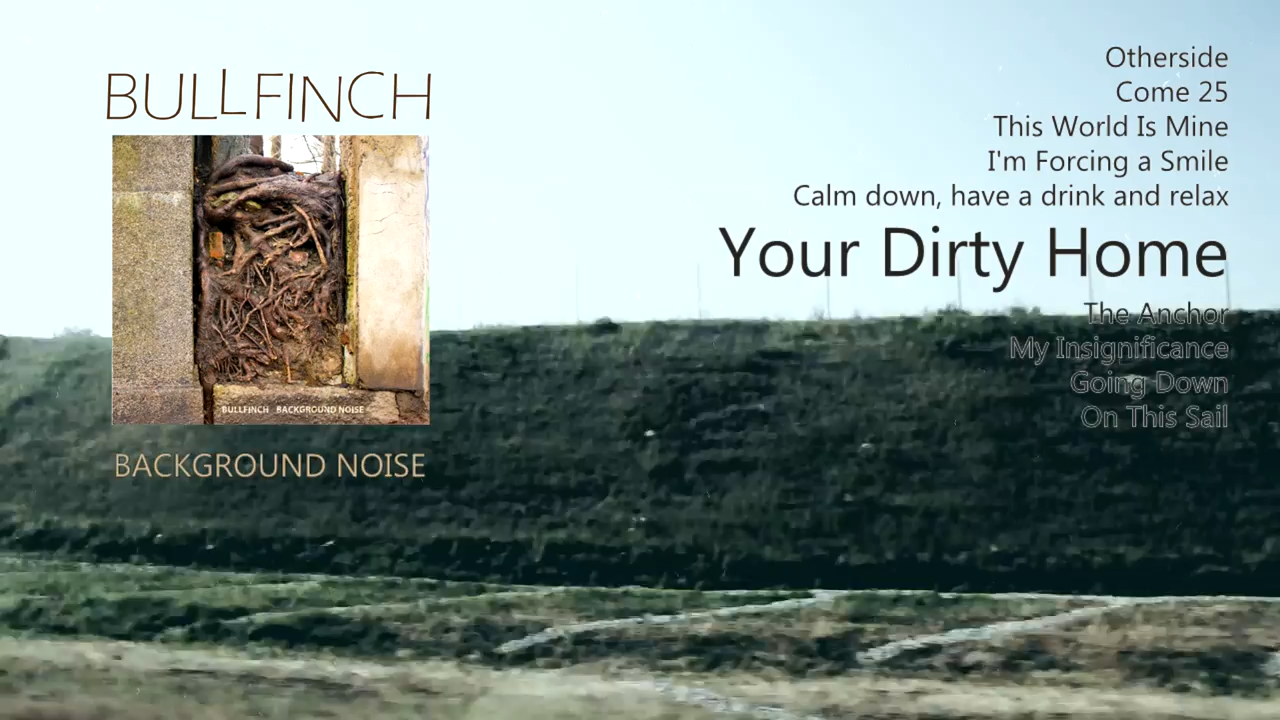 BULLFINCH
BULLFINCH BACKGROUND NOISE
BACKGROUND NOISE
Otherside
Come 25
This World Is Mine
I'm Forcing a Smile
Calm down, have a drink and relax
Your Dirty Home
The Anchor
My Insignificance
Going Down
On This Sail